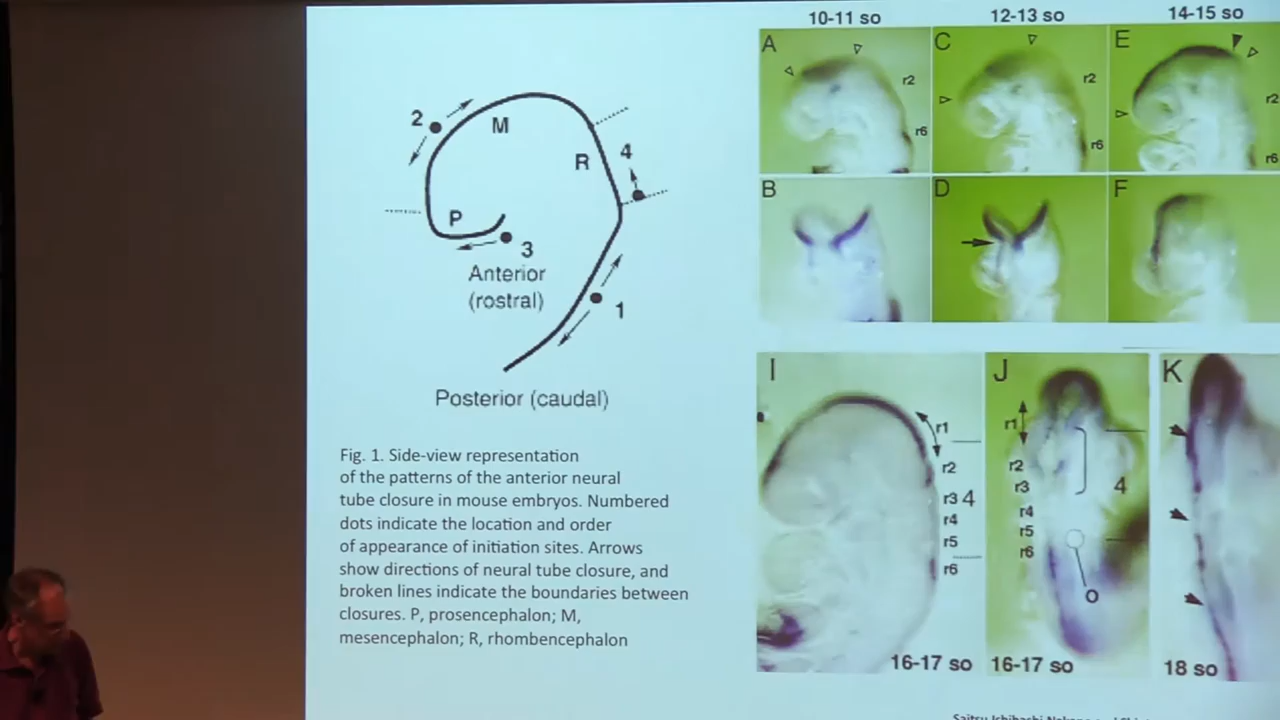 10-11 so
12-13 so
14-15 so
A
C
E
r2
r6
r2
r6
r2
r6
B
D
F
2
M
R
4
P
3
Anterior
(rostral)
1
Posterior (caudal)
Fig. 1. Side-view representation
of the patterns of the anterior neural
tube closure in mouse embryos. Numbered
dots indicate the location and order
of appearance of initiation sites. Arrows
show directions of neural tube closure, and
broken lines indicate the boundaries between
closures. P, prosencephalon; M,
mesencephalon; R, rhombencephalon
I
r1
r2
r3 4
r4
r5
r6
16-17 so
J
r1
r2
r3
4
r4
r5
r6
O
16-17 so
K
18 so